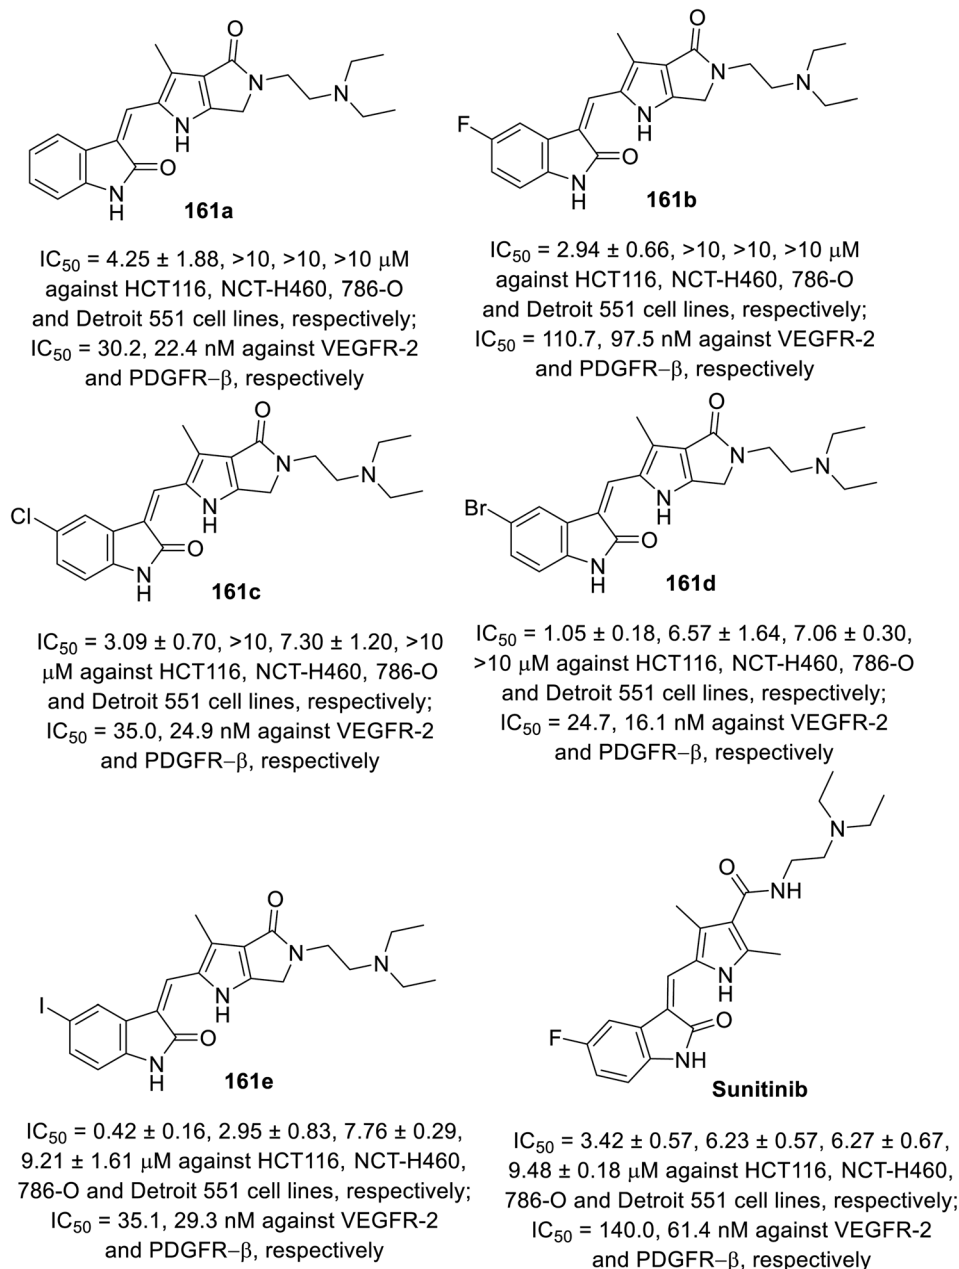 O
N
N
N
H
O
N
H
161a
IC50 = 4.25 ± 1.88, >10, >10, >10 μM
against HCT116, NCT-H460, 786-O
and Detroit 551 cell lines, respectively;
IC50 = 30.2, 22.4 nM against VEGFR-2
and PDGFR−β, respectively
O
N
N
N
H
F
O
N
H
161b
IC50 = 2.94 ± 0.66, >10, >10, >10 μM
against HCT116, NCT-H460, 786-O
and Detroit 551 cell lines, respectively;
IC50 = 110.7, 97.5 nM against VEGFR-2
and PDGFR−β, respectively
O
N
N
N
H
Cl
O
N
H
161c
IC50 = 3.09 ± 0.70, >10, 7.30 ± 1.20, >10
μM against HCT116, NCT-H460, 786-O
and Detroit 551 cell lines, respectively;
IC50 = 35.0, 24.9 nM against VEGFR-2
and PDGFR−β, respectively
O
N
N
N
H
Br
O
N
H
161d
IC50 = 1.05 ± 0.18, 6.57 ± 1.64, 7.06 ± 0.30,
>10 μM against HCT116, NCT-H460, 786-O
and Detroit 551 cell lines, respectively;
IC50 = 24.7, 16.1 nM against VEGFR-2
and PDGFR−β, respectively
O
N
N
N
H
I
O
N
H
161e
IC50 = 0.42 ± 0.16, 2.95 ± 0.83, 7.76 ± 0.29,
9.21 ± 1.61 μM against HCT116, NCT-H460,
786-O and Detroit 551 cell lines, respectively;
IC50 = 35.1, 29.3 nM against VEGFR-2
and PDGFR−β, respectively
N
O
NH
N
H
F
O
NH
Sunitinib
IC50 = 3.42 ± 0.57, 6.23 ± 0.57, 6.27 ± 0.67,
9.48 ± 0.18 μM against HCT116, NCT-H460,
786-O and Detroit 551 cell lines, respectively;
IC50 = 140.0, 61.4 nM against VEGFR-2
and PDGFR−β, respectively